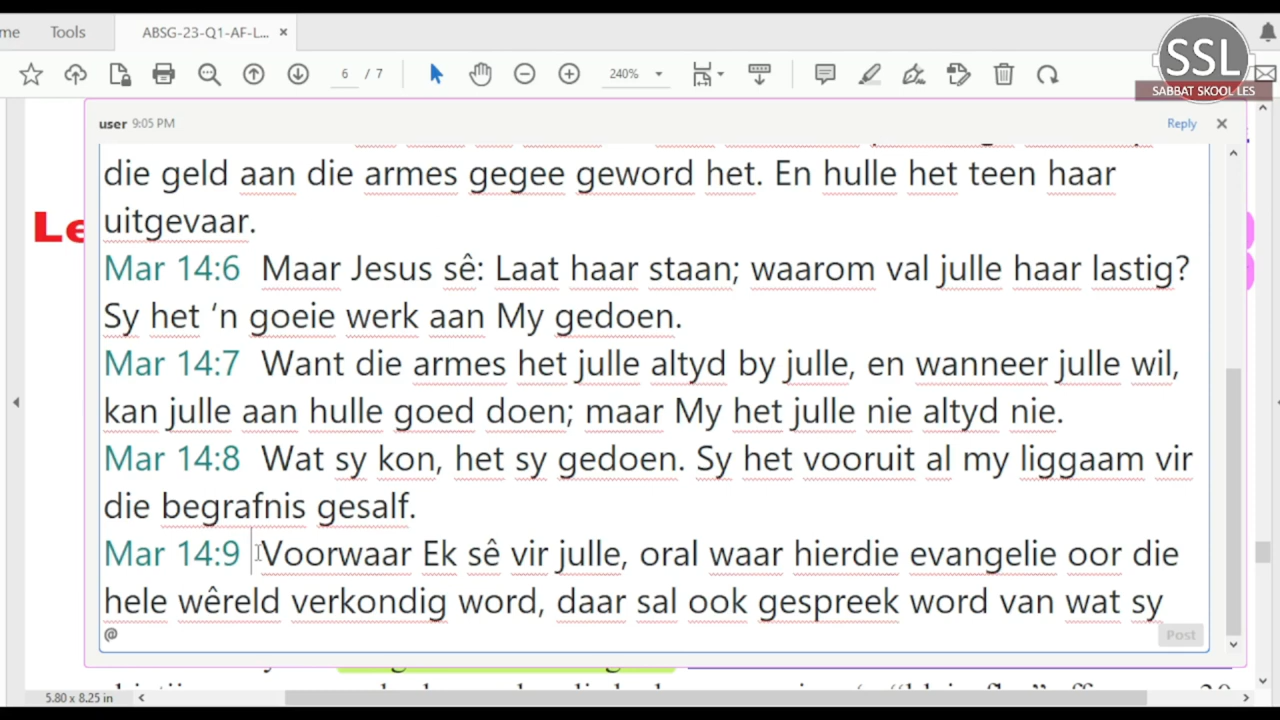 me Tools ABSG-23-Q1-AF-L... ×
SSL
SABBAT SKOOL LES
6 / 7 240%
user 9:05 PM Reply
die geld aan die armes gegee geword het. En hulle het teen haar
Le uitgevaar.
Mar 14:6 Maar Jesus sê: Laat haar staan; waarom val julle haar lastig?
Sy het ‘n goeie werk aan My gedoen.
Mar 14:7 Want die armes het julle altyd by julle, en wanneer julle wil,
kan julle aan hulle goed doen; maar My het julle nie altyd nie.
Mar 14:8 Wat sy kon, het sy gedoen. Sy het vooruit al my liggaam vir
die begrafnis gesalf.
Mar 14:9 Voorwaar Ek sê vir julle, oral waar hierdie evangelie oor die
hele wêreld verkondig word, daar sal ook gespreek word van wat sy
@ Post
5.80 x 8.25 in